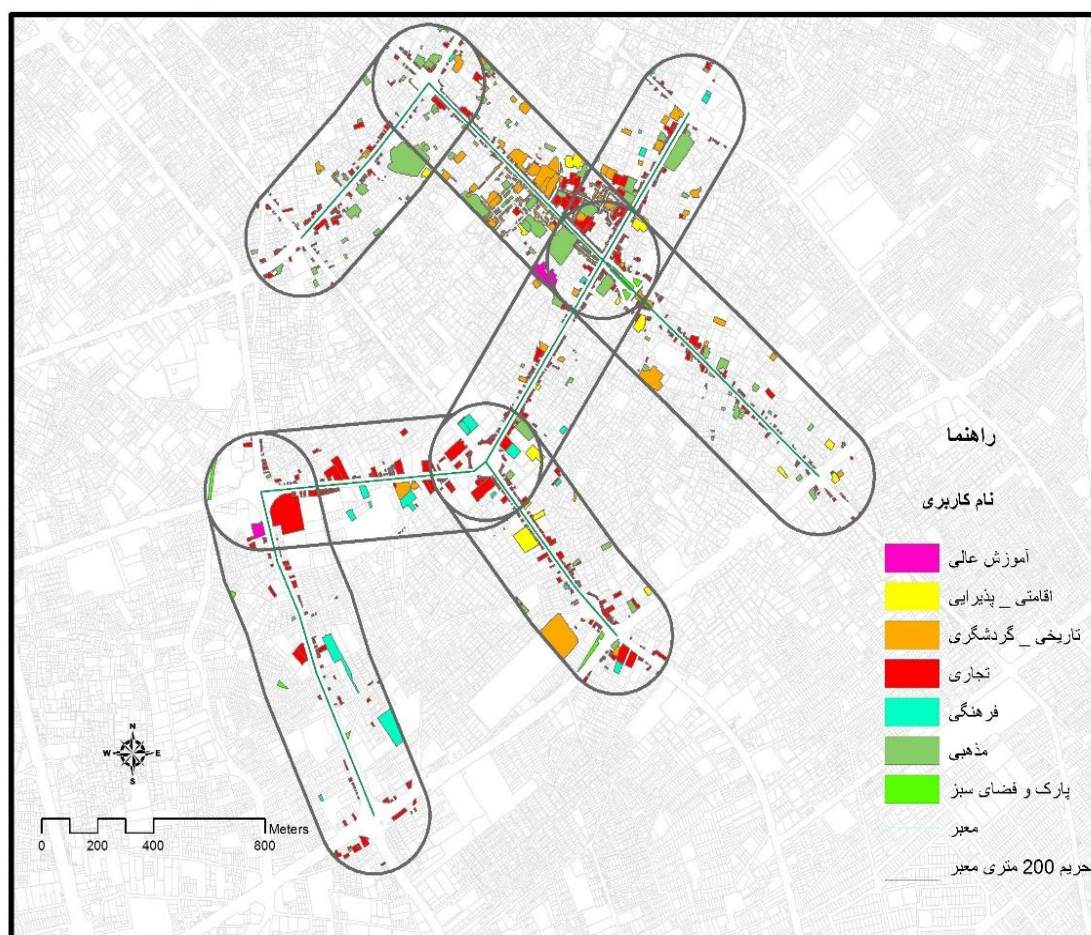 راهنما
نام کاربری
آموزش عالی
اقامتی _ پذیرایی
تاریخی _ گردشگری
تجاری
فرهنگی
مذهبی
پارک و فضای سبز
معبر
حریم 200 متری معبر
N
W E
S
Meters
0 200 400 800